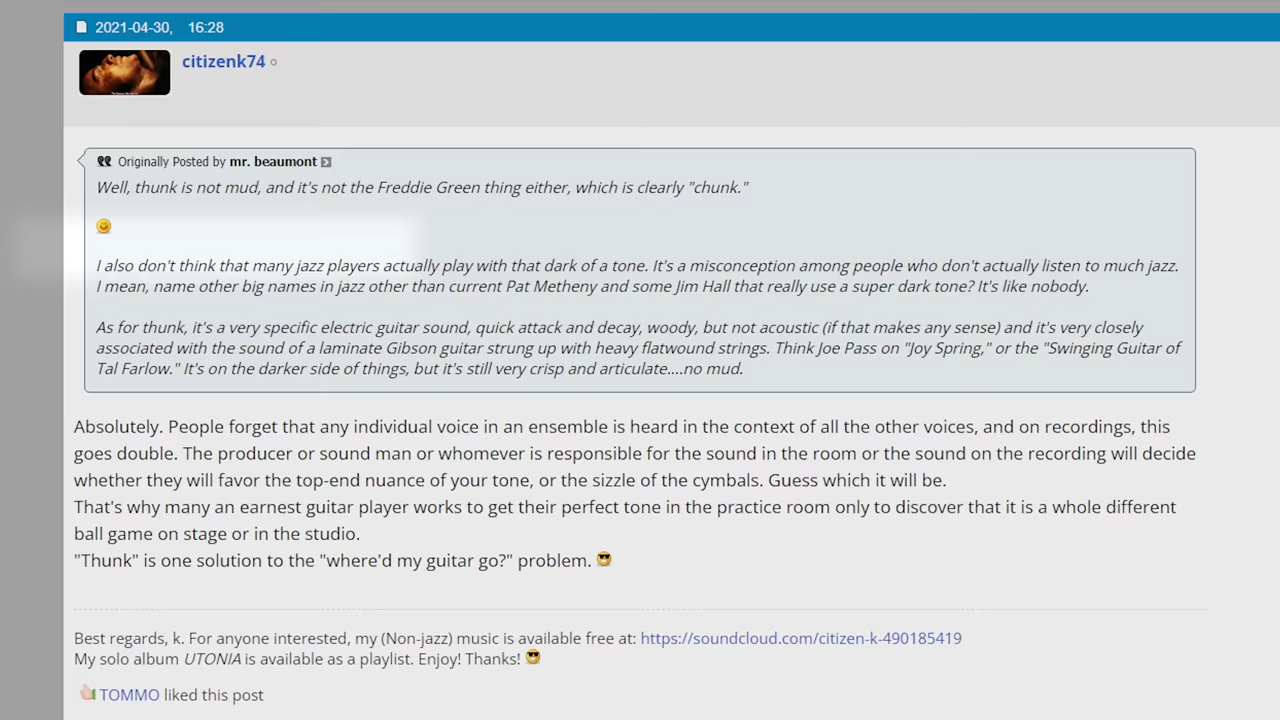 2021-04-30, 16:28
citizenk74
Originally Posted by mr. beaumont
Well, thunk is not mud, and it's not the Freddie Green thing either, which is clearly "chunk."
I also don't think that many jazz players actually play with that dark of a tone. It's a misconception among people who don't actually listen to much jazz.
I mean, name other big names in jazz other than current Pat Metheny and some Jim Hall that really use a super dark tone? It's like nobody.
As for thunk, it's a very specific electric guitar sound, quick attack and decay, woody, but not acoustic (if that makes any sense) and it's very closely
associated with the sound of a laminate Gibson guitar strung up with heavy flatwound strings. Think Joe Pass on "Joy Spring," or the "Swinging Guitar of
Tal Farlow." It's on the darker side of things, but it's still very crisp and articulate....no mud.
Absolutely. People forget that any individual voice in an ensemble is heard in the context of all the other voices, and on recordings, this
goes double. The producer or sound man or whomever is responsible for the sound in the room or the sound on the recording will decide
whether they will favor the top-end nuance of your tone, or the sizzle of the cymbals. Guess which it will be.
That's why many an earnest guitar player works to get their perfect tone in the practice room only to discover that it is a whole different
ball game on stage or in the studio.
"Thunk" is one solution to the "where'd my guitar go?" problem.
Best regards, k. For anyone interested, my (Non-jazz) music is available free at: https://soundcloud.com/citizen-k-490185419
My solo album UTONIA is available as a playlist. Enjoy! Thanks!
TOMMO liked this post